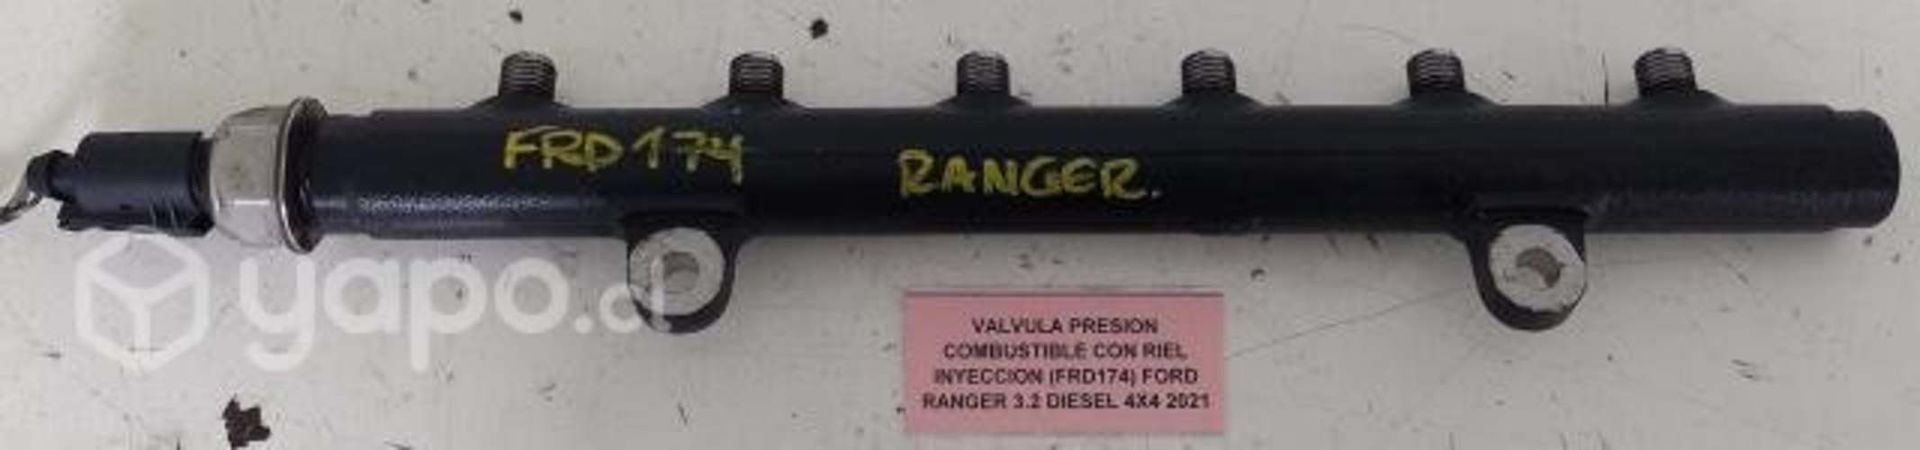 FRD174
RANGER.
yapo.cl
VALVULA PRESION
COMBUSTIBLE CON RIEL
INYECCION (FRD174) FORD
RANGER 3.2 DIESEL 4X4 2021